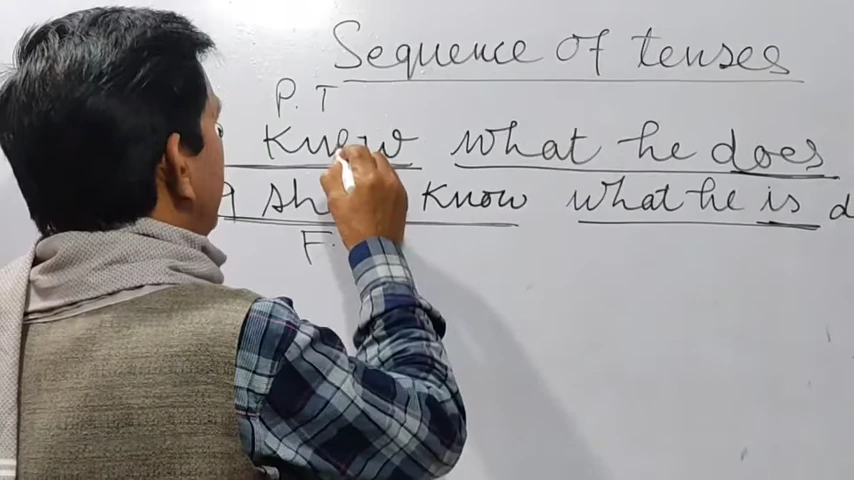 Sequence of tenses
P. T
Knew what he does
know what he is
F.